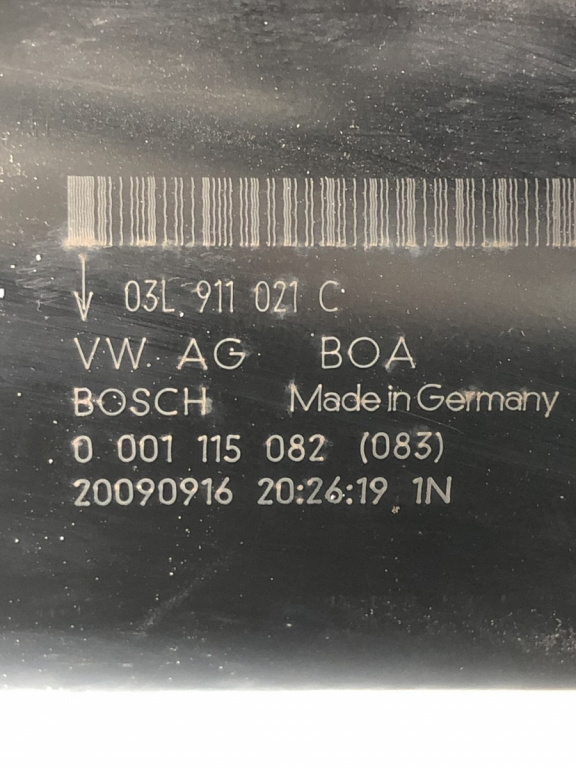 03L 911 021 C
VW AG BOA
BOSCH Made in Germany
0 001 115 082 (083)
20090916 20:26:19 1N